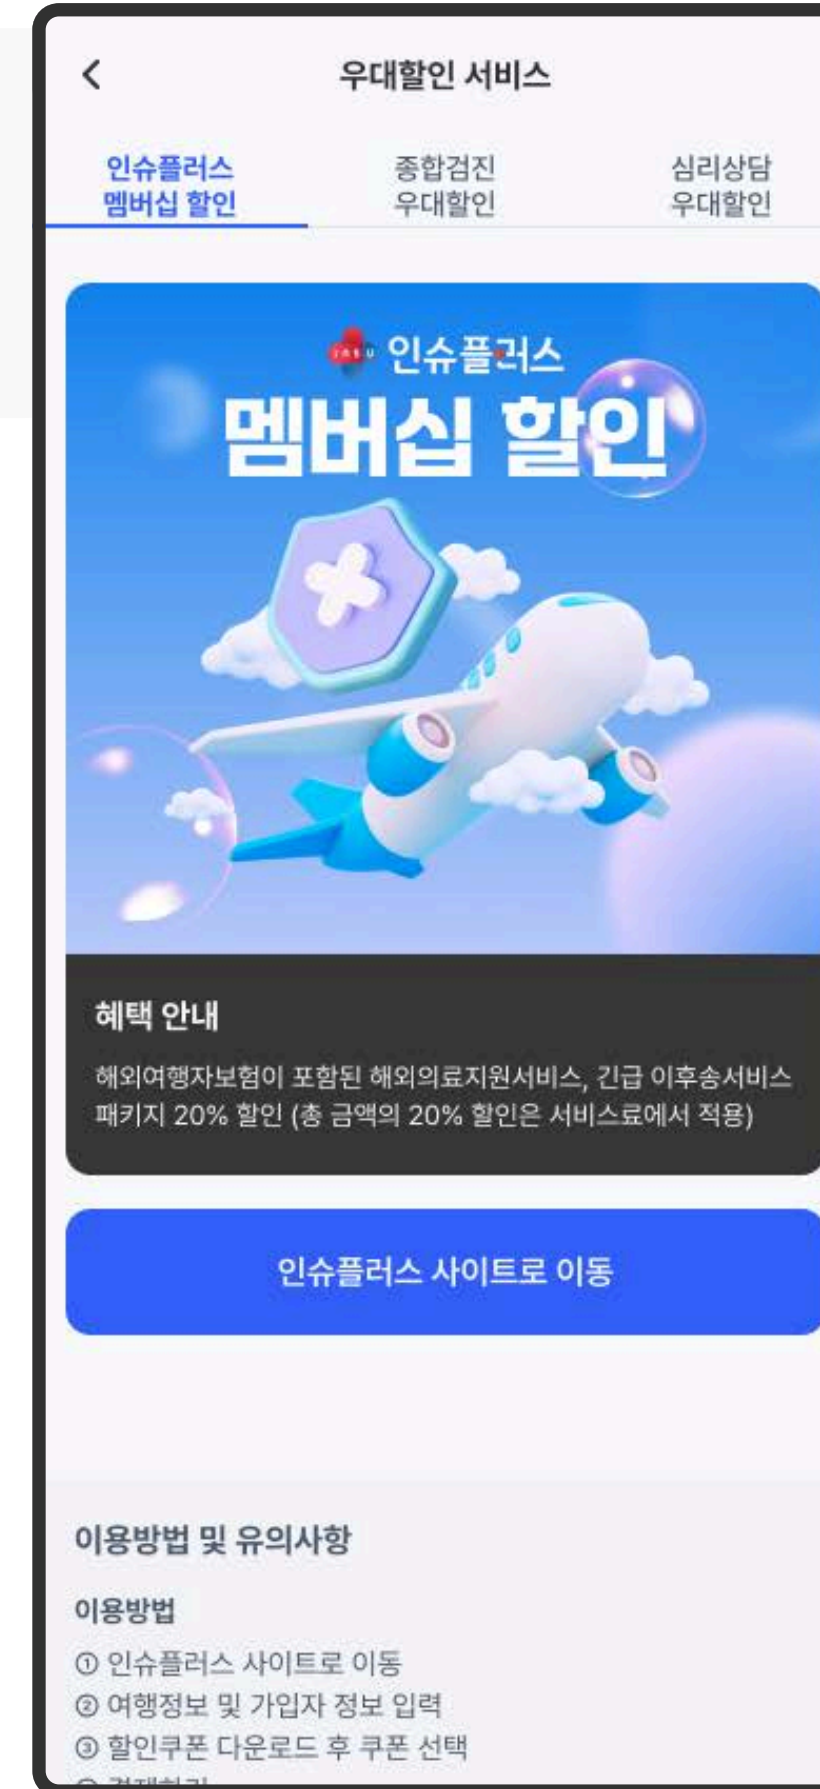 우대할인 서비스
인슈플러스
멤버십 할인
종합검진
우대할인
심리상담
우대할인
INSU 인슈플러스
멤버십 할인
혜택 안내
해외여행자보험이 포함된 해외의료지원서비스, 긴급 이후송서비스
패키지 20% 할인 (총 금액의 20% 할인은 서비스료에서 적용)
인슈플러스 사이트로 이동
이용방법 및 유의사항
이용방법
① 인슈플러스 사이트로 이동
② 여행정보 및 가입자 정보 입력
③ 할인쿠폰 다운로드 후 쿠폰 선택